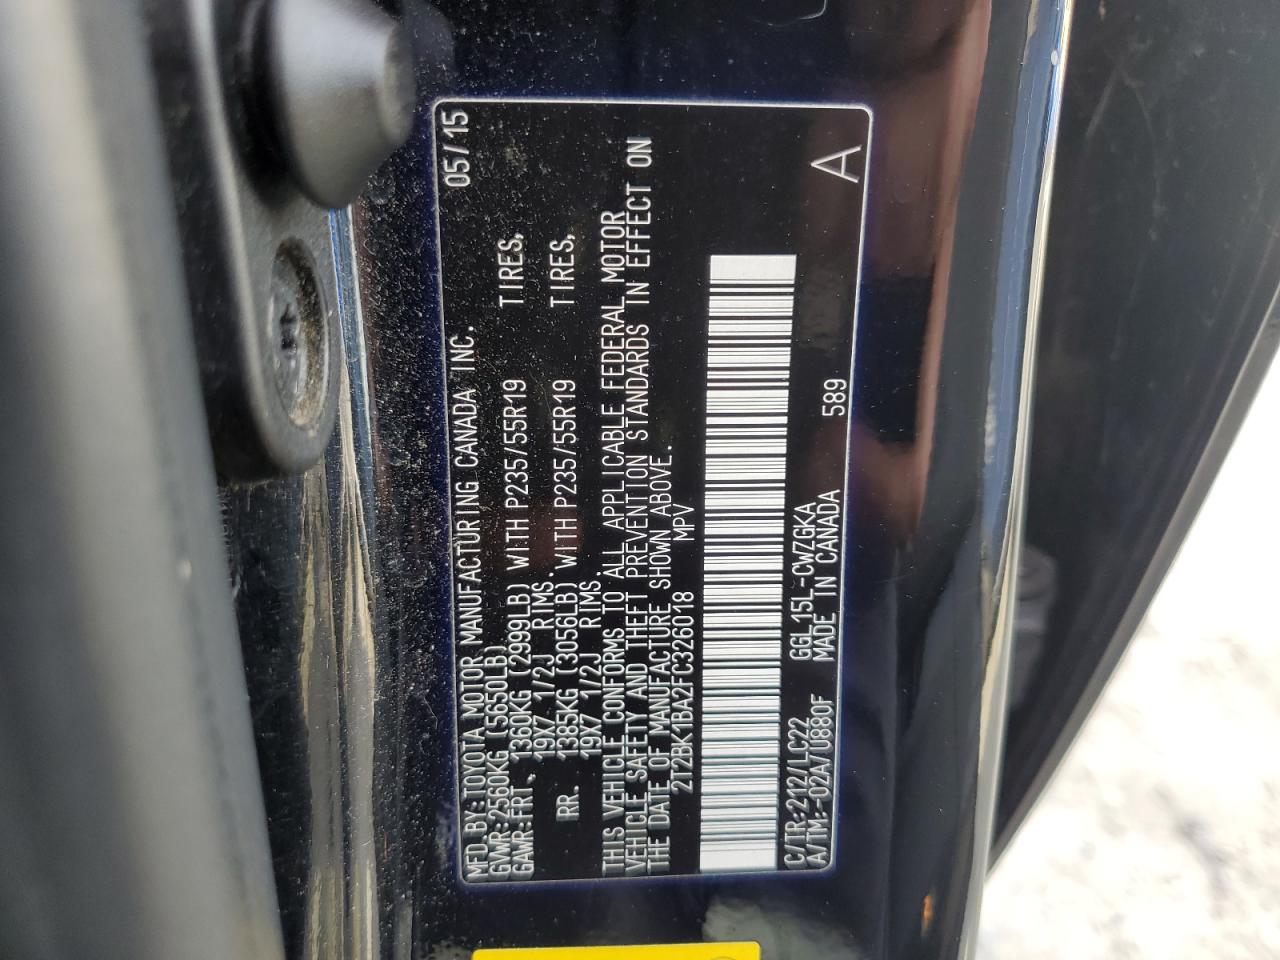 MFD.BY:TOYOTA MOTOR MANUFACTURING CANADA INC. 05/15
GVWR:2560KG (5650LB)
GAWR:FRT. 1360KG (2999LB) WITH P235/55R19 TIRES,
19X7 1/2J RIMS.
RR. 1385KG (3056LB) WITH P235/55R19 TIRES,
19X7 1/2J RIMS.
THIS VEHICLE CONFORMS TO ALL APPLICABLE FEDERAL MOTOR
VEHICLE SAFETY AND THEFT PREVENTION STANDARDS IN EFFECT ON
THE DATE OF MANUFACTURE SHOWN ABOVE.
2T2BK1BA2FC326018 MPV
C/TR:212/LC22 GGL15L-CWZGKA A
A/TM:-02A/U880F MADE IN CANADA 589